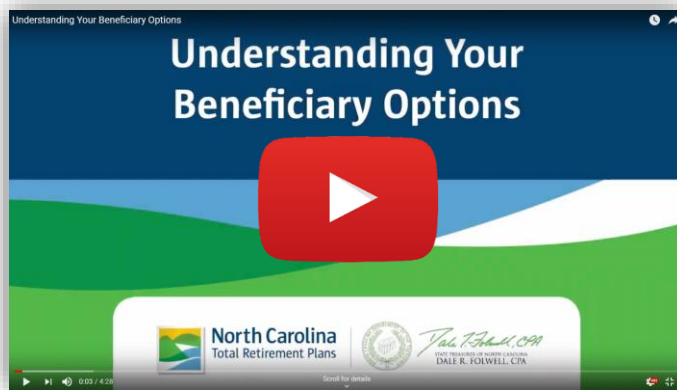 Understanding Your Beneficiary Options
Understanding Your
Beneficiary Options
North Carolina
Total Retirement Plans
Dale R. Folwell, CPA
STATE TREASURER OF NORTH CAROLINA
DALE R. FOLWELL, CPA
0:03 / 4:28
Scroll for details